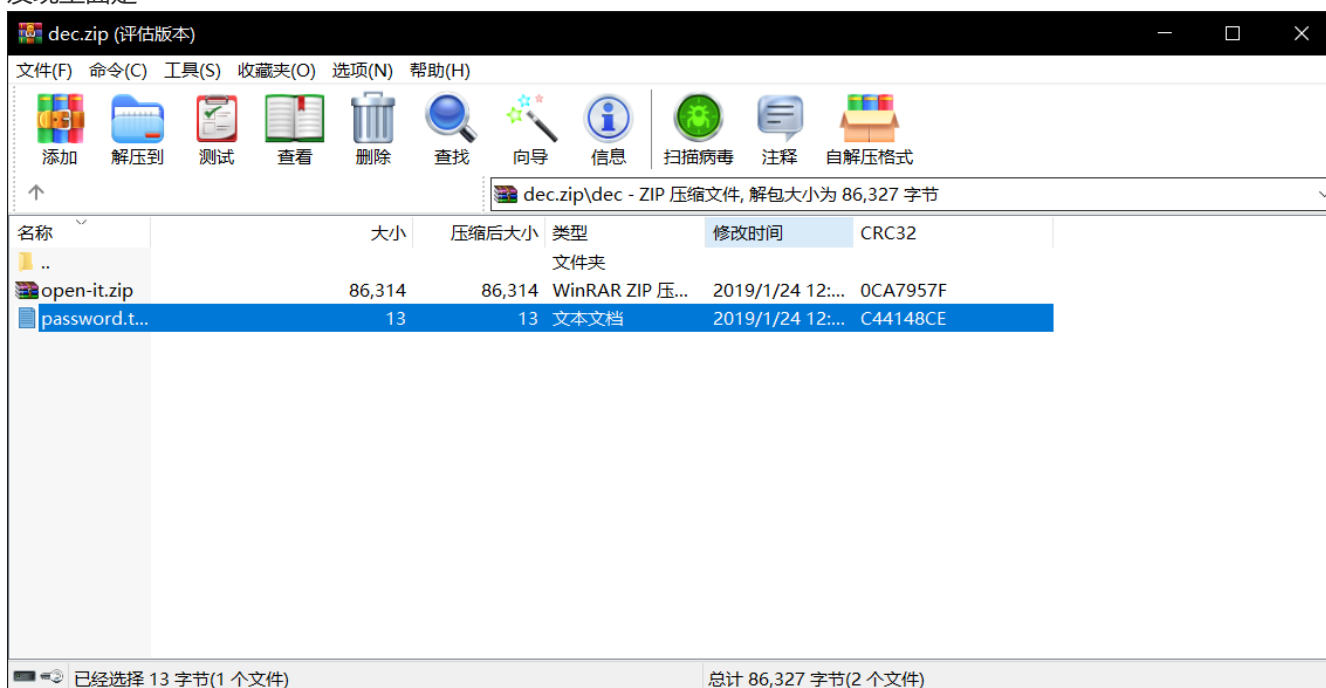 dec.zip (评估版本)
文件(F) 命令(C) 工具(S) 收藏夹(O) 选项(N) 帮助(H)
添加 解压到 测试 查看 删除 查找 向导 信息 扫描病毒 注释 自解压格式
dec.zip\dec - ZIP 压缩文件, 解包大小为 86,327 字节
名称 大小 压缩后大小 类型 修改时间 CRC32
.. 文件夹
open-it.zip 86,314 86,314 WinRAR ZIP 压... 2019/1/24 12:... 0CA7957F
password.t... 13 13 文本文档 2019/1/24 12:... C44148CE
已经选择 13 字节(1 个文件) 总计 86,327 字节(2 个文件)